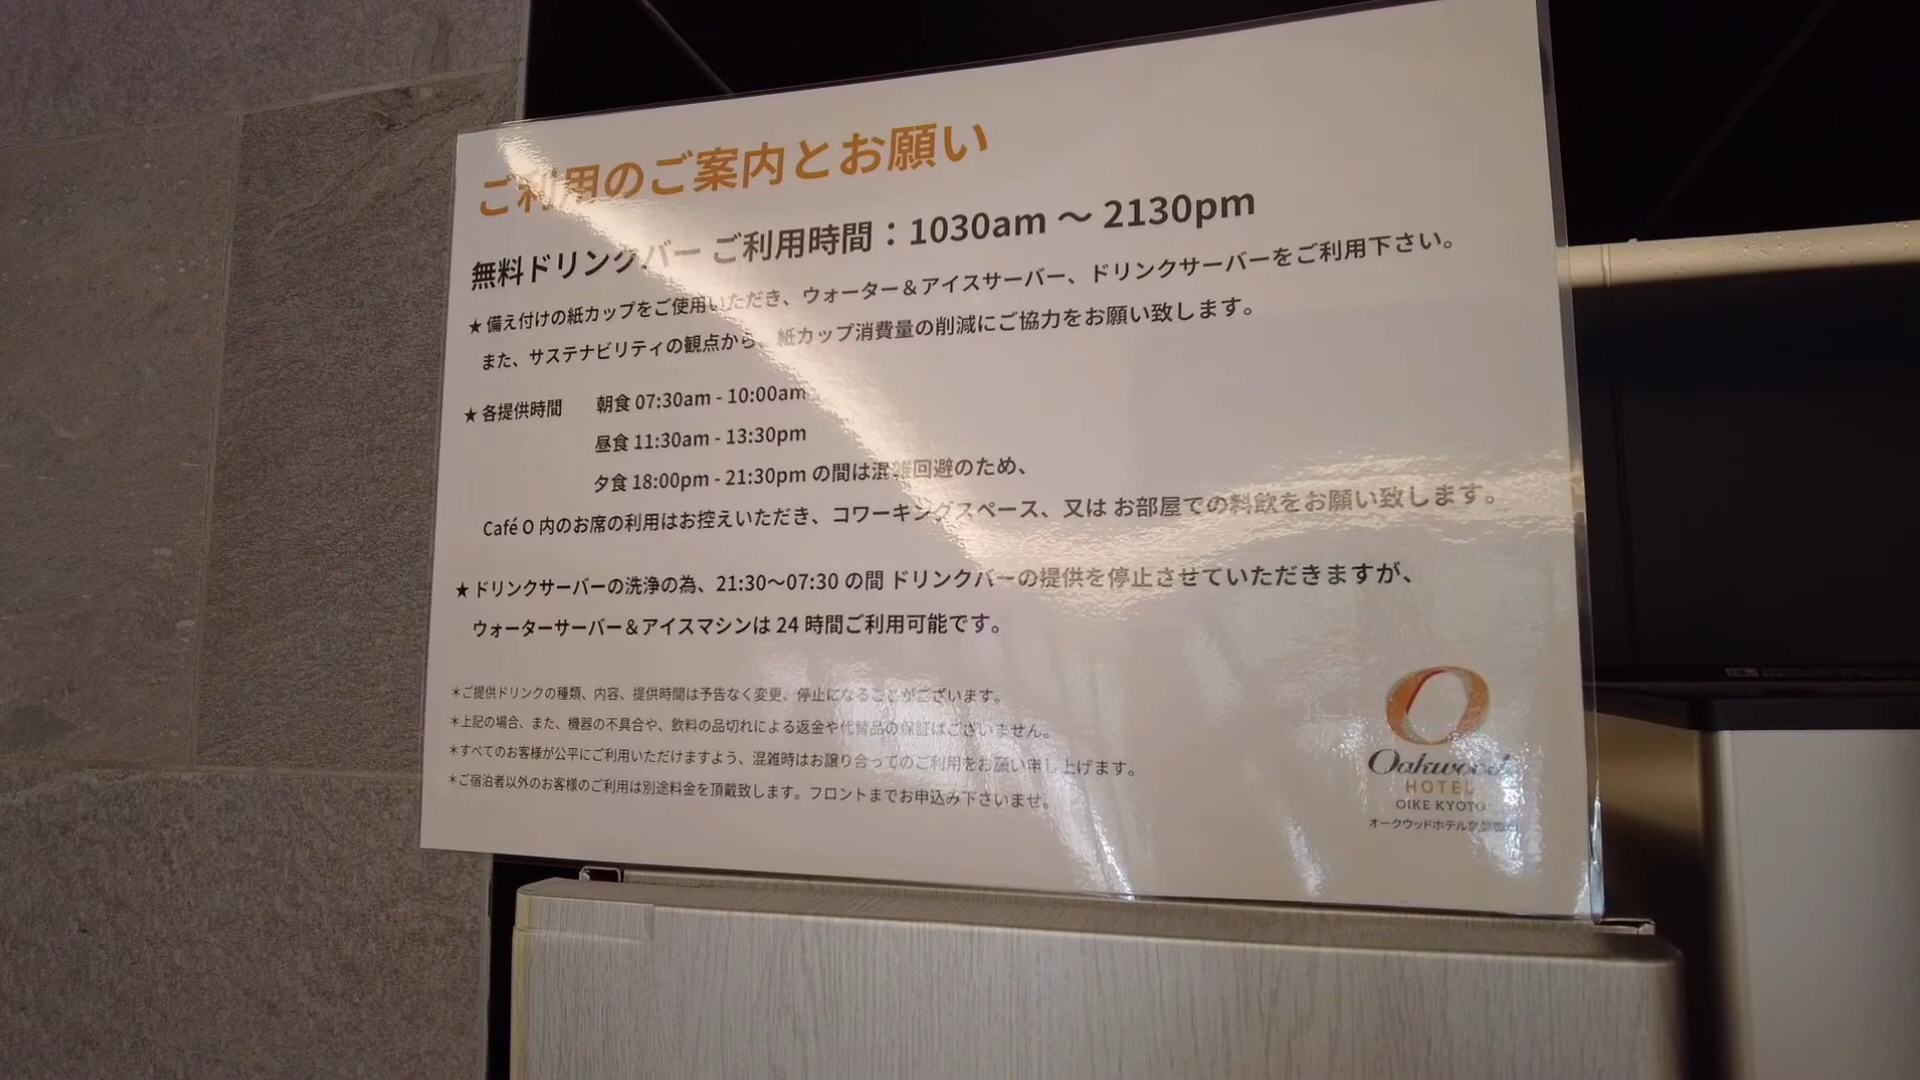 ご利用のご案内とお願い
無料ドリンクバー ご利用時間：1030am ～ 2130pm
★ 備え付けの紙カップをご使用いただき、ウォーター＆アイスサーバー、ドリンクサーバーをご利用下さい。
また、サステナビリティの観点から、紙カップ消費量の削減にご協力をお願い致します。
★ 各提供時間 朝食 07:30am - 10:00am
昼食 11:30am - 13:30pm
夕食 18:00pm - 21:30pm の間は混雑回避のため、
Café O 内のお席の利用はお控えいただき、コワーキングスペース、又は お部屋での料飲をお願い致します。
★ ドリンクサーバーの洗浄の為、21:30～07:30 の間 ドリンクバーの提供を停止させていただきますが、
ウォーターサーバー＆アイスマシンは 24 時間ご利用可能です。
＊ご提供ドリンクの種類、内容、提供時間は予告なく変更、停止になることがございます。
＊上記の場合、また、機器の不具合や、飲料の品切れによる返金や代替品の保証はございません。
＊すべてのお客様が公平にご利用いただけますよう、混雑時はお譲り合ってのご利用をお願い申し上げます。
＊ご宿泊者以外のお客様のご利用は別途料金を頂戴致します。フロントまでお申込み下さいませ。
Oakwood
HOTEL
OIKE KYOTO
オークウッドホテル京都御池